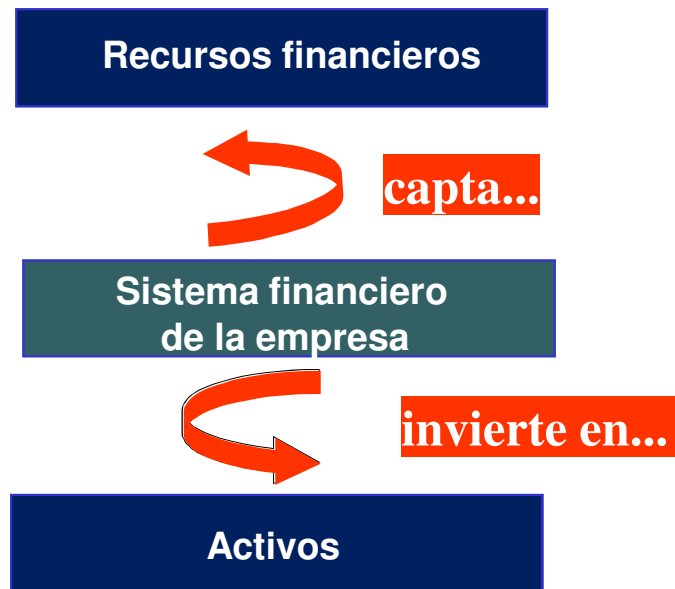 Recursos financieros
capta...
Sistema financiero
de la empresa
invierte en...
Activos